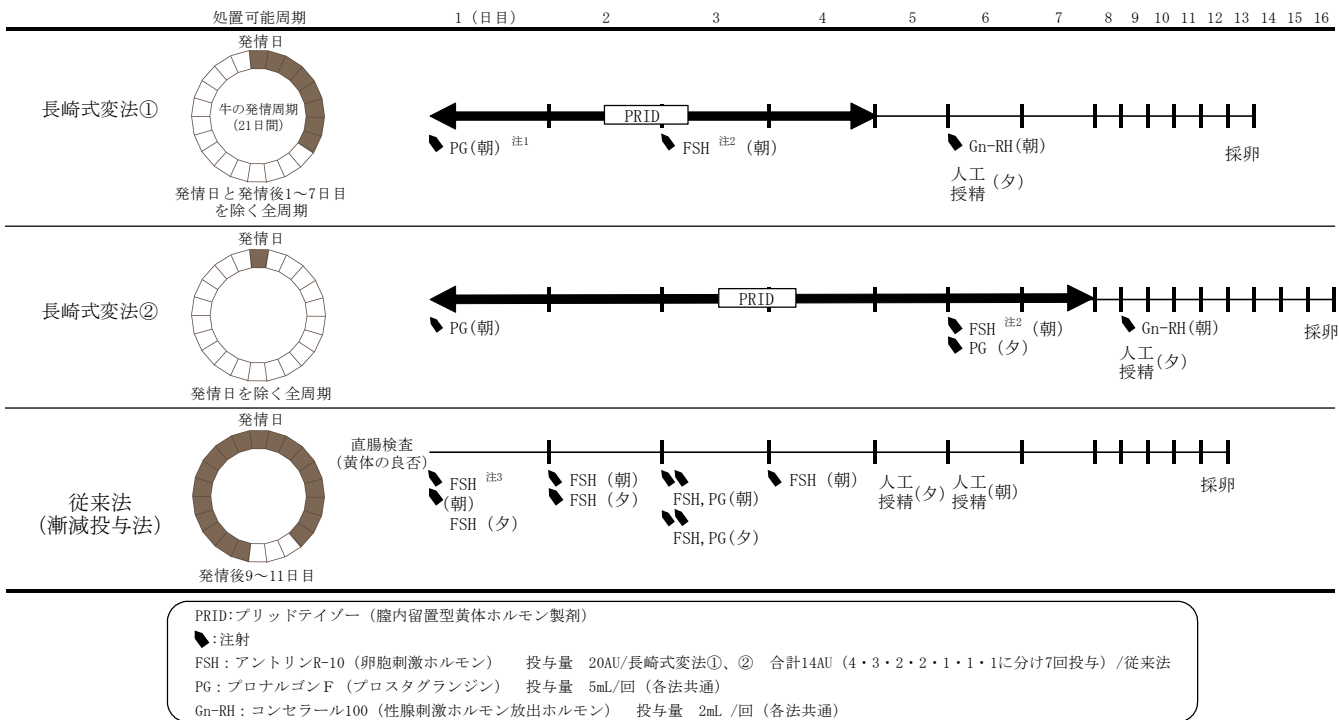 処置可能周期 1（日目） 2 3 4 5 6 7 8 9 10 11 12 13 14 15 16
発情日
長崎式変法①
牛の発情周期
(21日間)
PRID
PG(朝) 注1
FSH 注2 (朝)
Gn-RH(朝)
人工
授精
(夕)
採卵
発情日と発情後1～7日目
を除く全周期
発情日
長崎式変法②
PRID
PG(朝)
FSH 注2 (朝)
PG (夕)
Gn-RH(朝)
人工
授精
(夕)
採卵
発情日を除く全周期
発情日
従来法
(漸減投与法)
直腸検査
(黄体の良否)
FSH 注3
(朝)
FSH (夕)
FSH (朝)
FSH (夕)
FSH,PG(朝)
FSH,PG(夕)
FSH (朝)
人工
授精
(夕)
人工
授精
(朝)
採卵
発情後9～11日目
PRID:プリッドテイゾー（膣内留置型黄体ホルモン製剤）
:注射
FSH：アントリンR-10（卵胞刺激ホルモン） 投与量 20AU/長崎式変法①、② 合計14AU（4・3・2・2・1・1・1に分け7回投与）/従来法
PG：プロナルゴンＦ（プロスタグランジン） 投与量 5mL/回（各法共通）
Gn-RH：コンセラール100（性腺刺激ホルモン放出ホルモン） 投与量 2mL /回（各法共通）